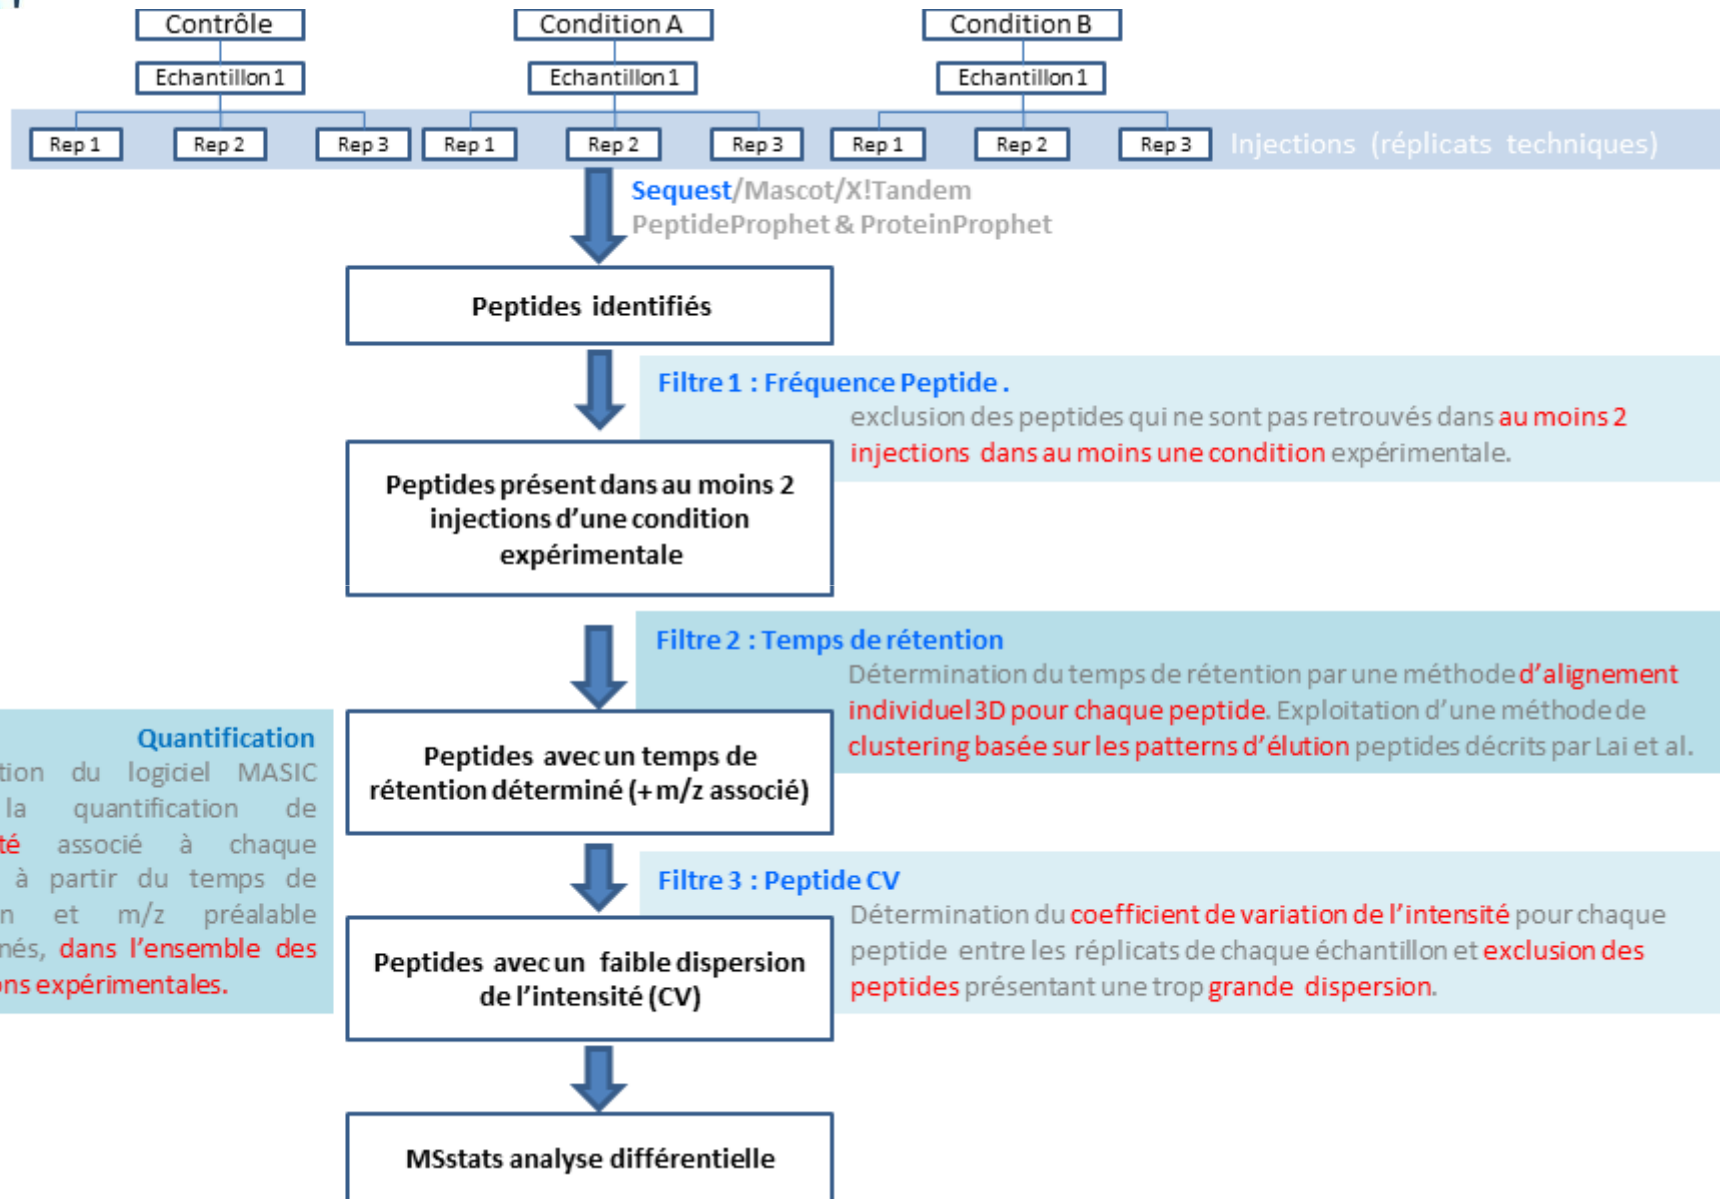 Contrôle
Condition A
Condition B
Echantillon 1
Echantillon 1
Echantillon 1
Rep 1
Rep 2
Rep 3
Rep 1
Rep 2
Rep 3
Rep 1
Rep 2
Rep 3
Injections (réplicats techniques)
Sequest/Mascot/X!Tandem
PeptideProphet & ProteinProphet
Peptides identifiés
Filtre 1 : Fréquence Peptide .
exclusion des peptides qui ne sont pas retrouvés dans au moins 2
injections dans au moins une condition expérimentale.
Peptides présent dans au moins 2
injections d’une condition
expérimentale
Filtre 2 : Temps de rétention
Détermination du temps de rétention par une méthode d’alignement
individuel 3D pour chaque peptide. Exploitation d’une méthode de
clustering basée sur les patterns d’élution peptides décrits par Lai et al.
Quantification
tion du logiciel MASIC
la quantification de
té associé à chaque
à partir du temps de
n et m/z préalable
nés, dans l’ensemble des
ons expérimentales.
Peptides avec un temps de
rétention déterminé (+ m/z associé)
Filtre 3 : Peptide CV
Détermination du coefficient de variation de l’intensité pour chaque
peptide entre les réplicats de chaque échantillon et exclusion des
peptides présentant une trop grande dispersion.
Peptides avec un faible dispersion
de l’intensité (CV)
MSstats analyse différentielle